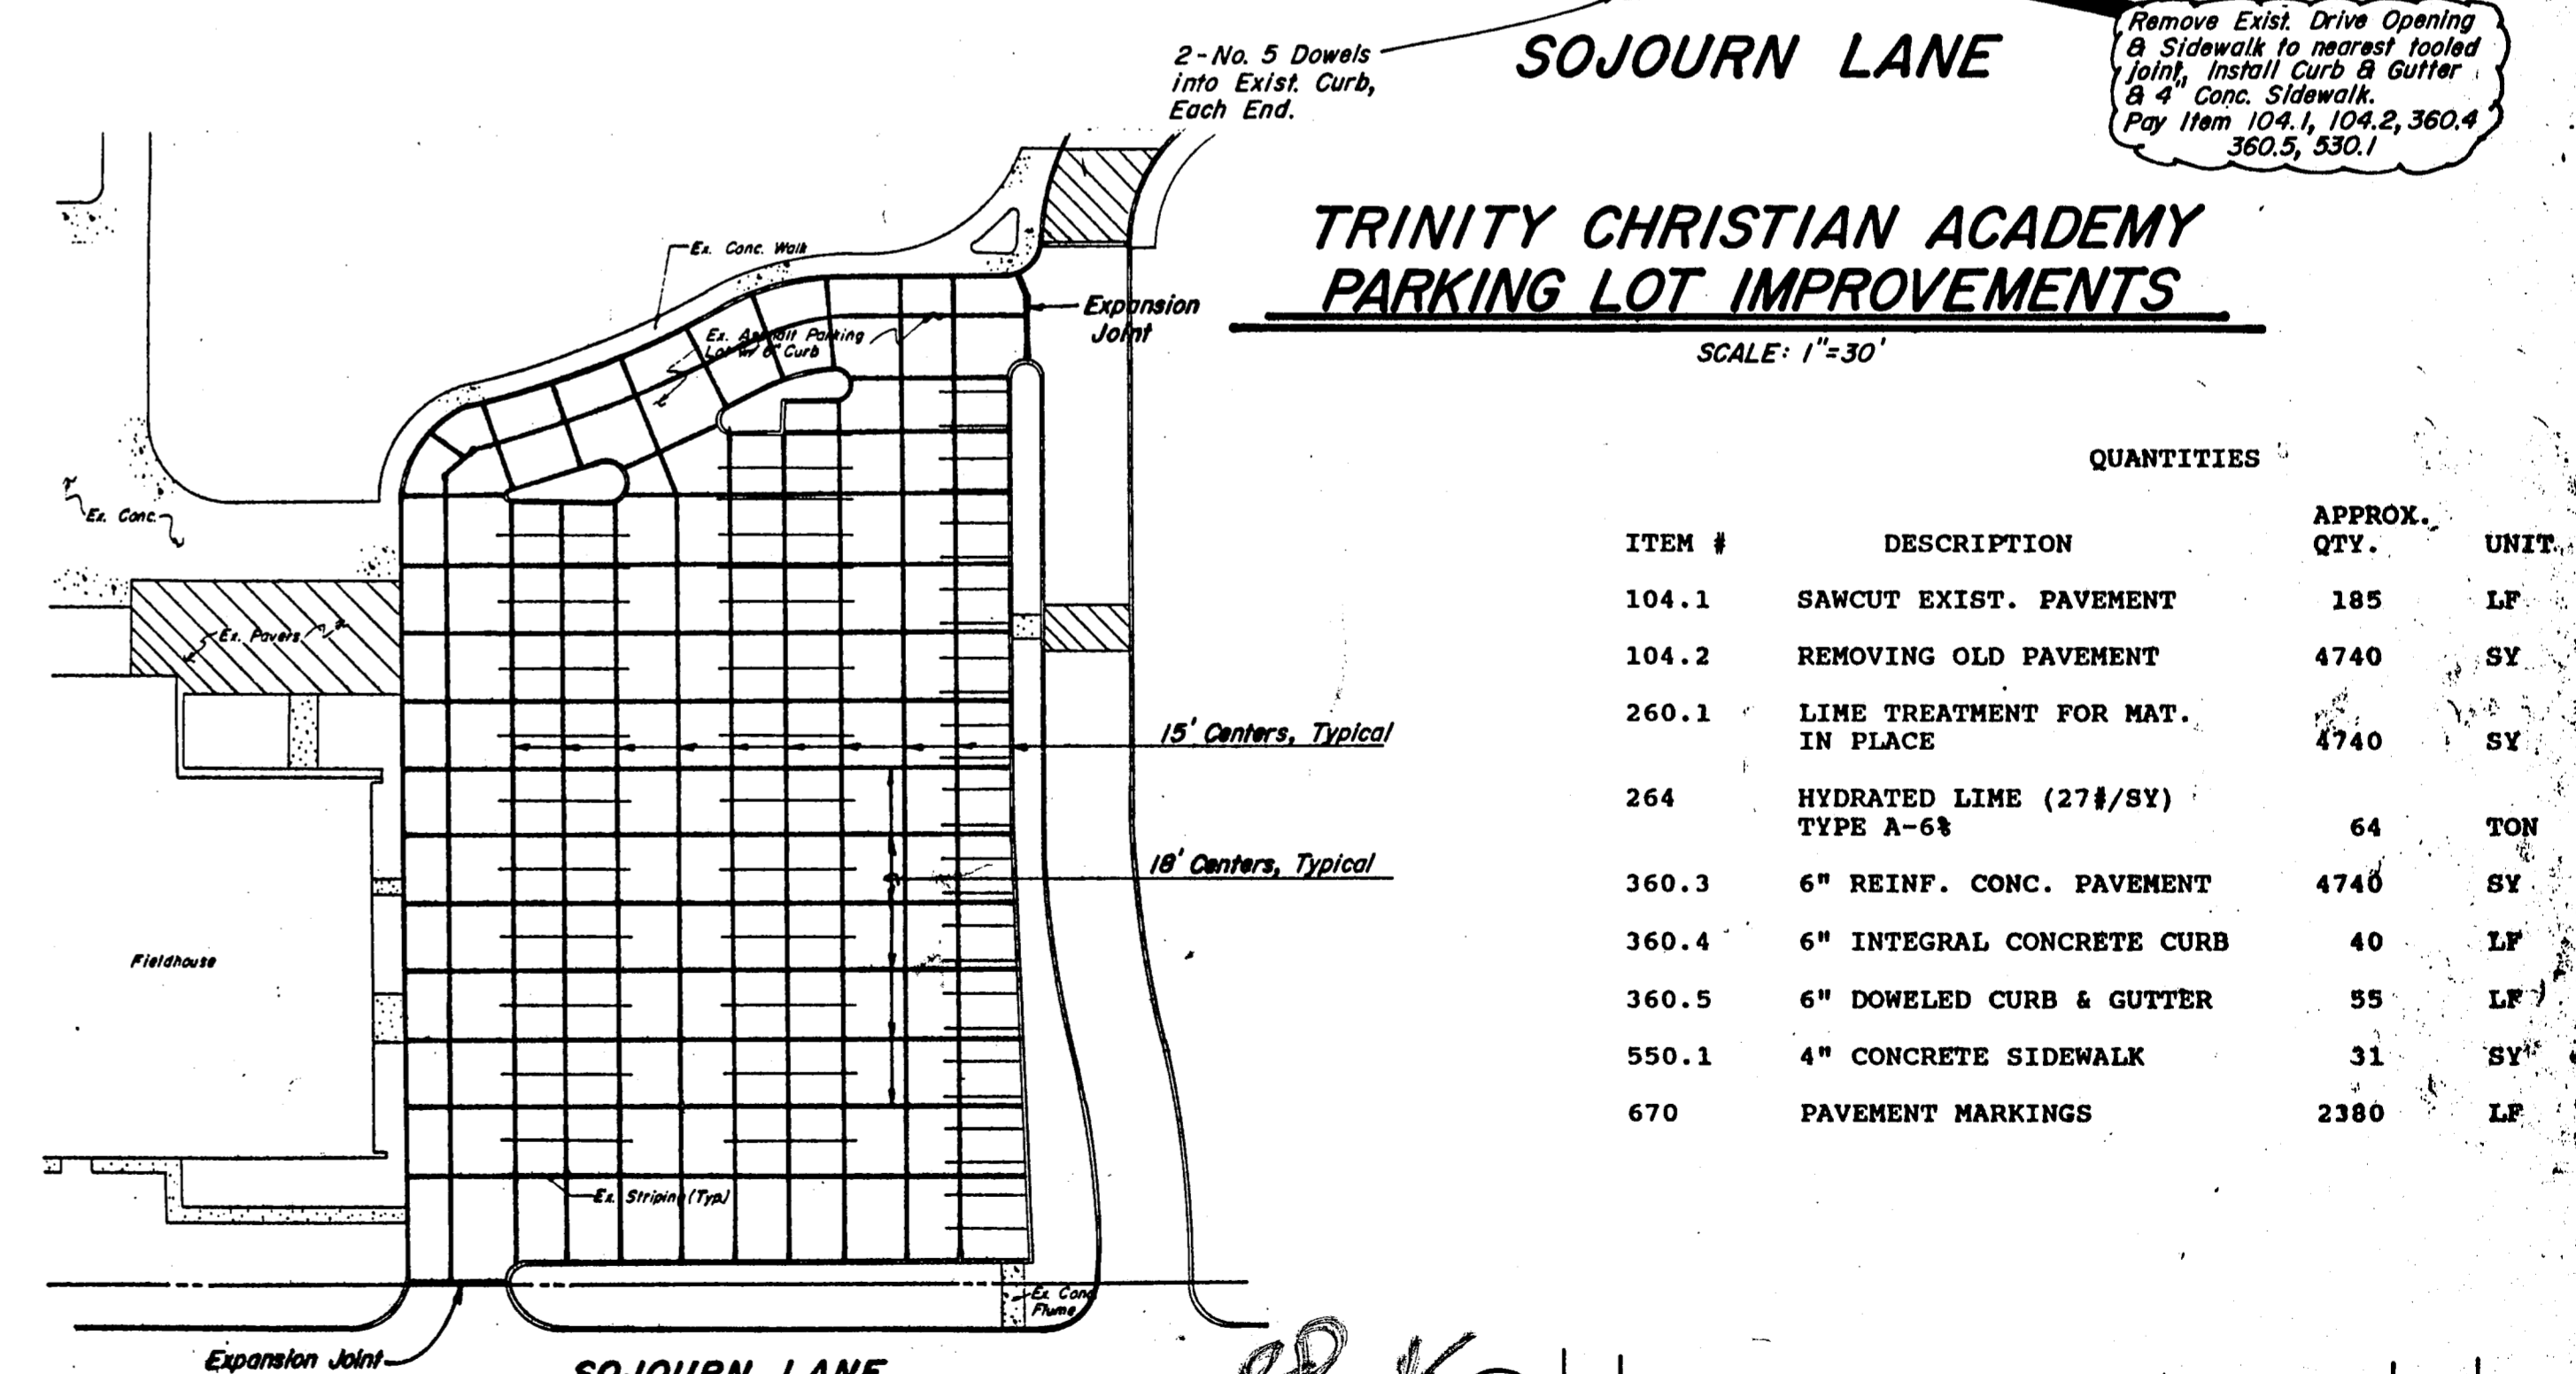 2-No. 5 Dowels
into Exist. Curb,
Each End.
SOJOURN LANE
Remove Exist. Drive Opening
& Sidewalk to nearest tooled
joint, Install Curb & Gutter
& 4" Conc. Sidewalk.
Pay Item 104.1, 104.2, 360.4
360.5, 530.1
TRINITY CHRISTIAN ACADEMY
PARKING LOT IMPROVEMENTS
SCALE: 1"=30'
Ex. Conc. Walk
Expansion
Joint
Ex. Asphalt Parking
Lot w/ 6" Curb
Ex. Conc.
Ex. Pavers
15' Centers, Typical
18' Centers, Typical
Fieldhouse
Ex. Striping (Typ.)
Ex. Conc.
Flume
Expansion Joint
SOJOURN LANE
QUANTITIES
ITEM # DESCRIPTION APPROX. QTY. UNIT
104.1 SAWCUT EXIST. PAVEMENT 185 LF
104.2 REMOVING OLD PAVEMENT 4740 SY
260.1 LIME TREATMENT FOR MAT.
IN PLACE 4740 SY
264 HYDRATED LIME (27#/SY)
TYPE A-6% 64 TON
360.3 6" REINF. CONC. PAVEMENT 4740 SY
360.4 6" INTEGRAL CONCRETE CURB 40 LF
360.5 6" DOWELED CURB & GUTTER 55 LF
550.1 4" CONCRETE SIDEWALK 31 SY
670 PAVEMENT MARKINGS 2380 LF